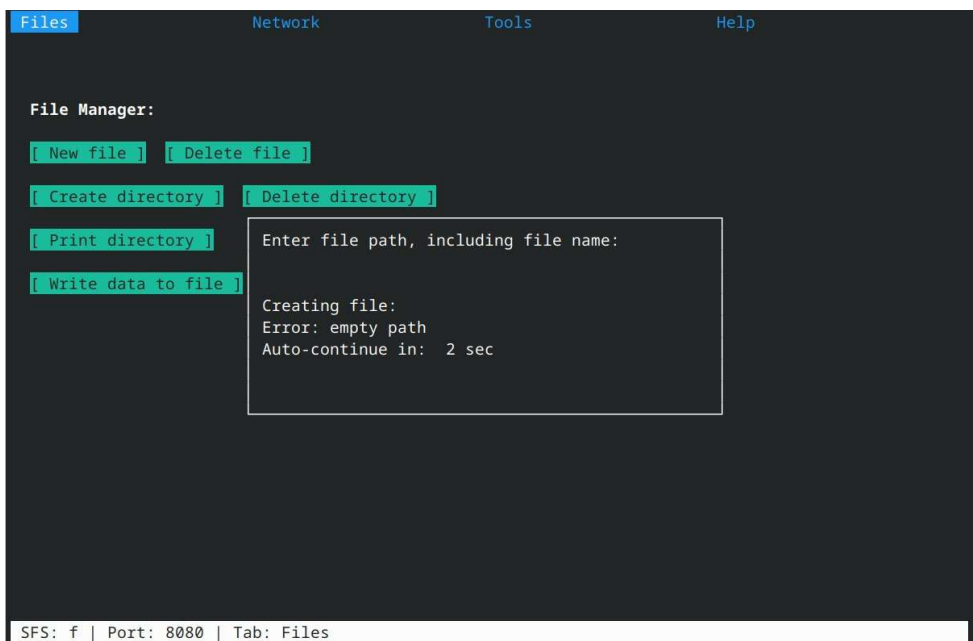 Files Network Tools Help
File Manager:
[ New file ] [ Delete file ]
[ Create directory ] [ Delete directory ]
[ Print directory ]
Enter file path, including file name:
[ Write data to file ]
Creating file:
Error: empty path
Auto-continue in: 2 sec
SFS: f | Port: 8080 | Tab: Files